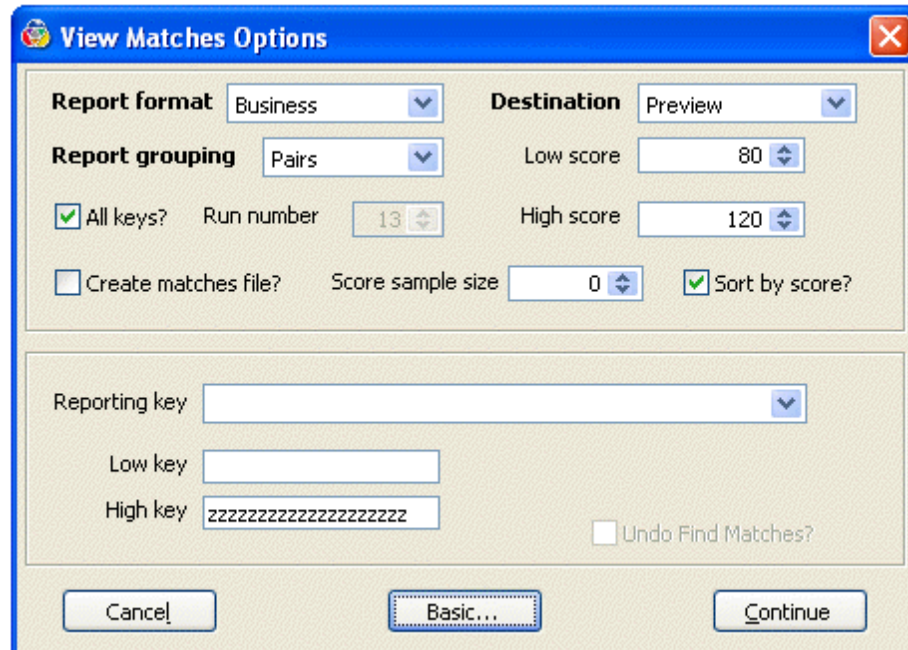 View Matches Options
Report format Business Destination Preview
Report grouping Pairs Low score 80
All keys? Run number 13 High score 120
Create matches file? Score sample size 0 Sort by score?
Reporting key
Low key
High key zzzzzzzzzzzzzzzzzzzz
Undo Find Matches?
Cancel Basic... Continue